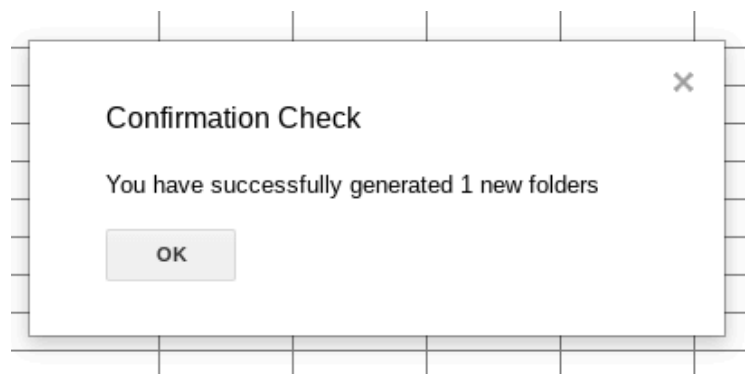 Confirmation Check
You have successfully generated 1 new folders
OK